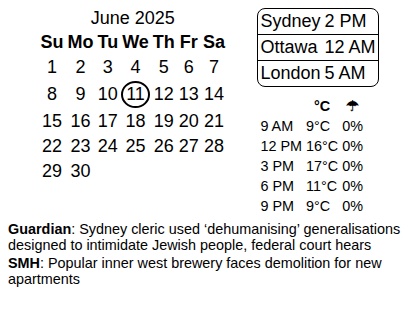 June 2025
Su Mo Tu We Th Fr Sa
1 2 3 4 5 6 7
8 9 10 11 12 13 14
15 16 17 18 19 20 21
22 23 24 25 26 27 28
29 30
Sydney 2 PM
Ottawa 12 AM
London 5 AM
°C ☂
9 AM 9°C 0%
12 PM 16°C 0%
3 PM 17°C 0%
6 PM 11°C 0%
9 PM 9°C 0%
Guardian: Sydney cleric used ‘dehumanising’ generalisations
designed to intimidate Jewish people, federal court hears
SMH: Popular inner west brewery faces demolition for new
apartments